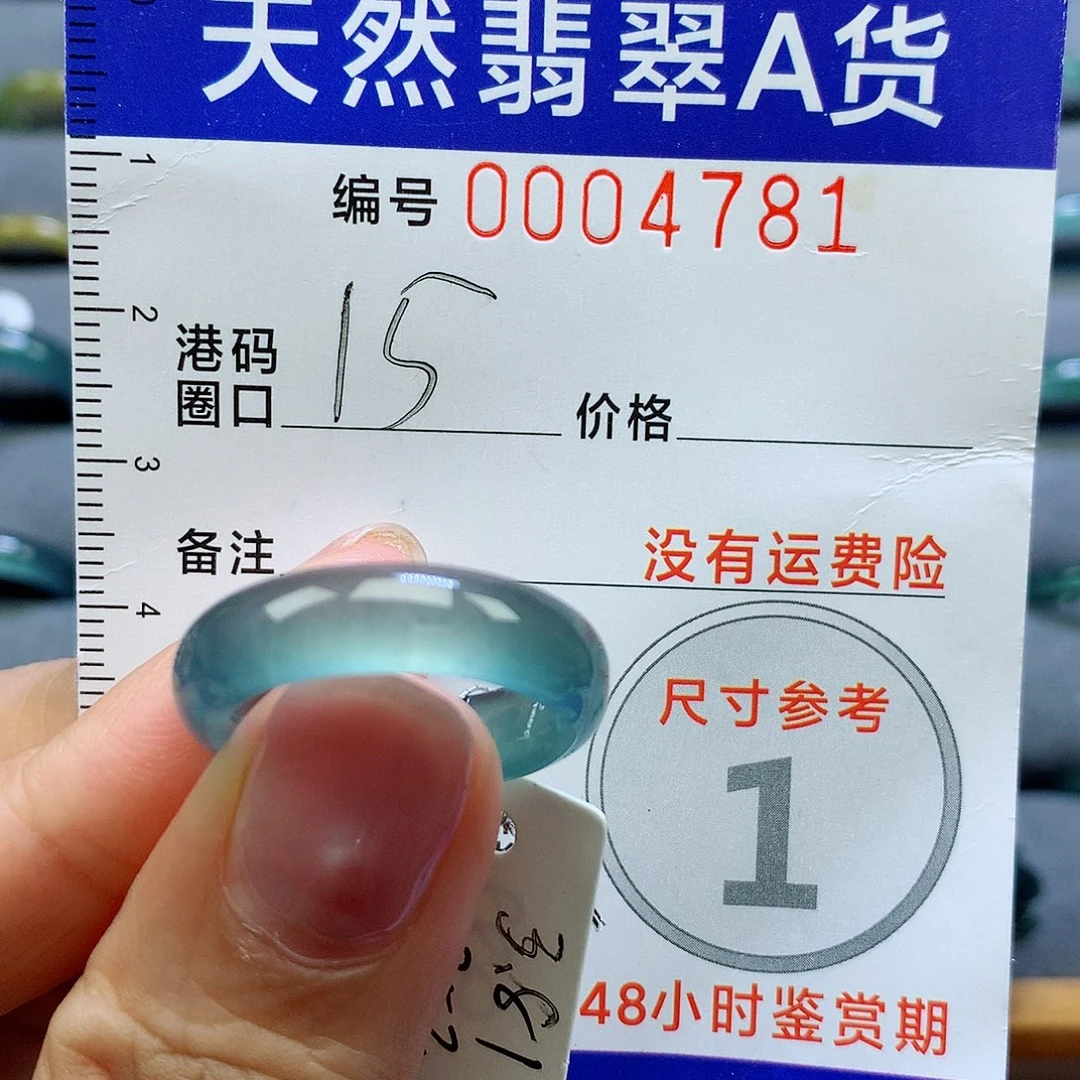 天然翡翠A货
编号 0004781
1
2
3
4
港码
圈口 15 价格
备注 没有运费险
尺寸参考
1
48小时鉴赏期